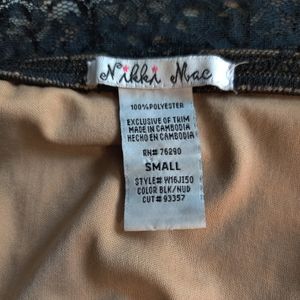 Nikki Mac
100%POLYESTER
EXCLUSIVE OF TRIM
MADE IN CAMBODIA
HECHO EN CAMBODIA
RN# 76290
SMALL
STYLE# W16J150
COLOR BLK/NUD
CUT# 93357